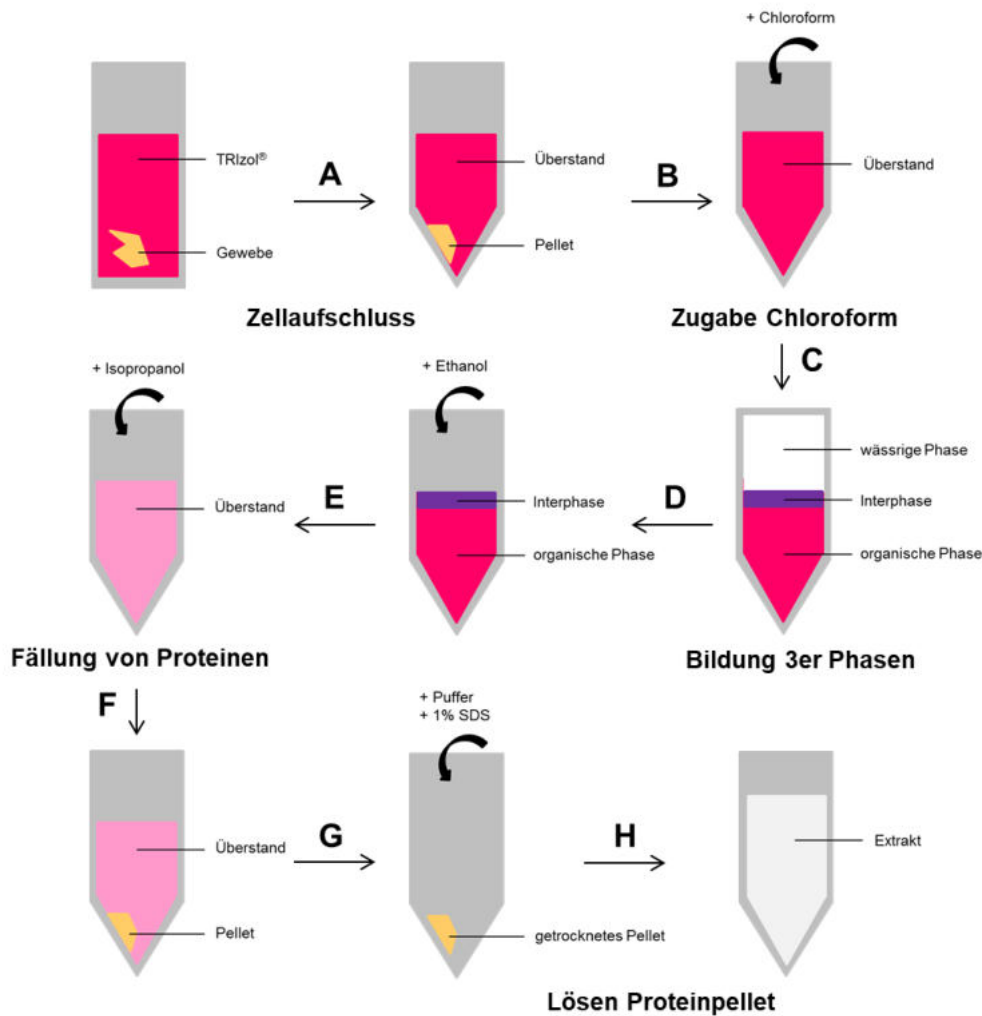 + Chloroform
TRIzol®
A
Überstand
B
Überstand
Gewebe
Pellet
Zellaufschluss
Zugabe Chloroform
C
+ Isopropanol
+ Ethanol
wässrige Phase
Überstand
E
Interphase
D
Interphase
organische Phase
organische Phase
Fällung von Proteinen
Bildung 3er Phasen
F
+ Puffer
+ 1% SDS
Überstand
G
H
Extrakt
Pellet
getrocknetes Pellet
Lösen Proteinpellet